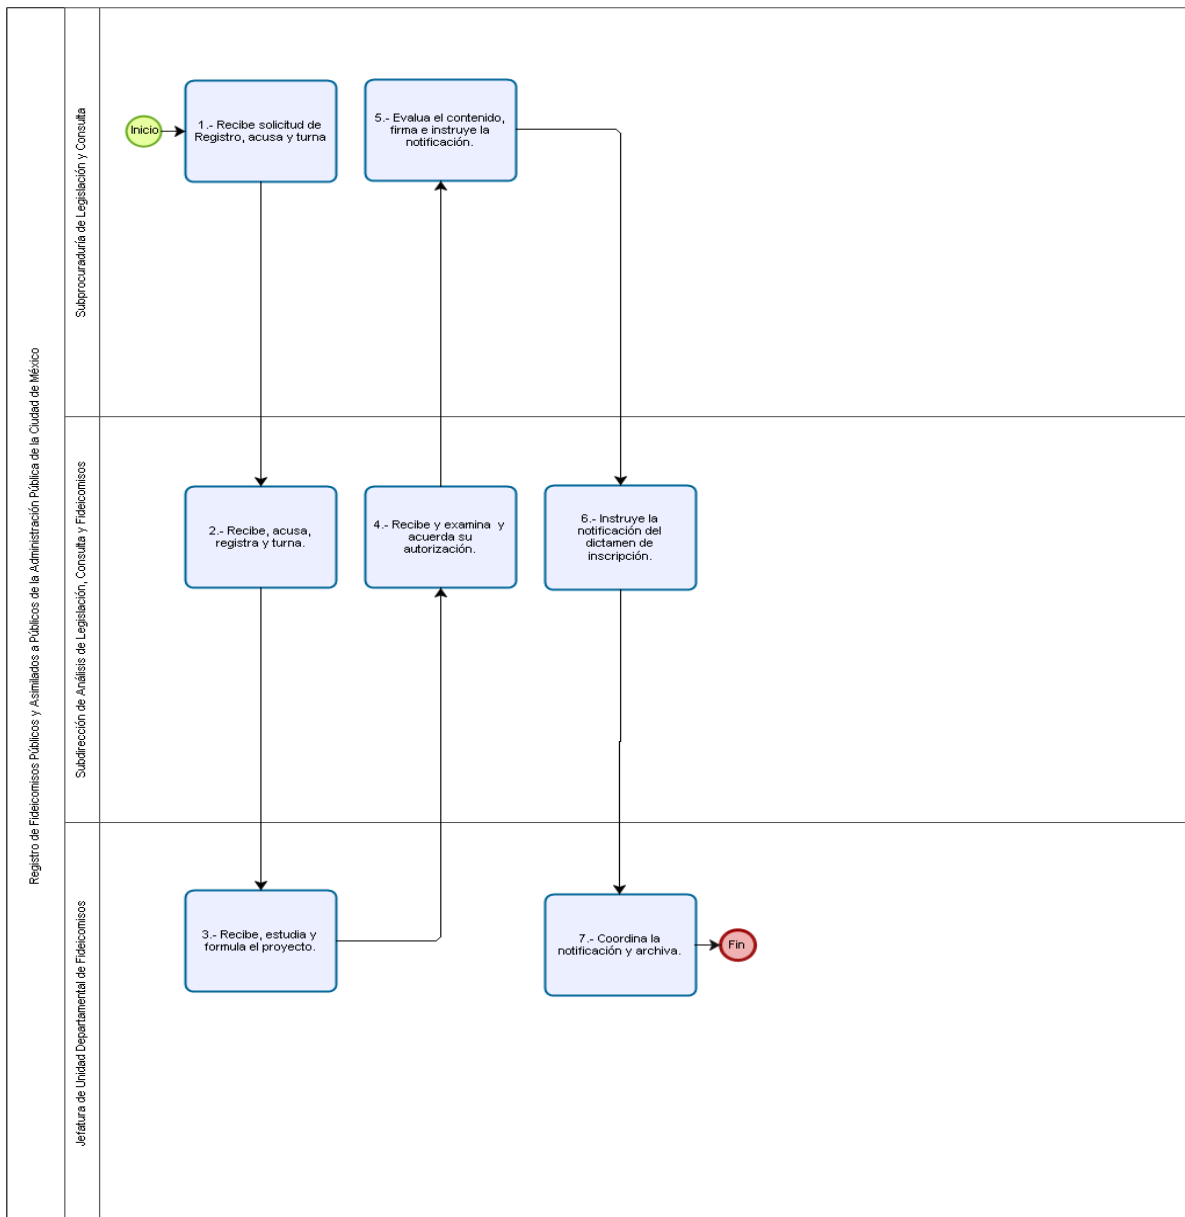 Registro de Fideicomisos Públicos y Asimilados a Públicos de la Administración Pública de la Ciudad de México
Subprocuraduría de Legislación y Consulta
Inicio
1.- Recibe solicitud de
Registro, acusa y turna
5.- Evalua el contenido,
firma e instruye la
notificación.
Subdirección de Análisis de Legislación, Consulta y Fideicomisos
2.- Recibe, acusa,
registra y turna.
4.- Recibe y examina y
acuerda su
autorización.
6.- Instruye la
notificación del
dictamen de
inscripción.
Jefatura de Unidad Departamental de Fideicomisos
3.- Recibe, estudia y
formula el proyecto.
7.- Coordina la
notificación y archiva.
Fin